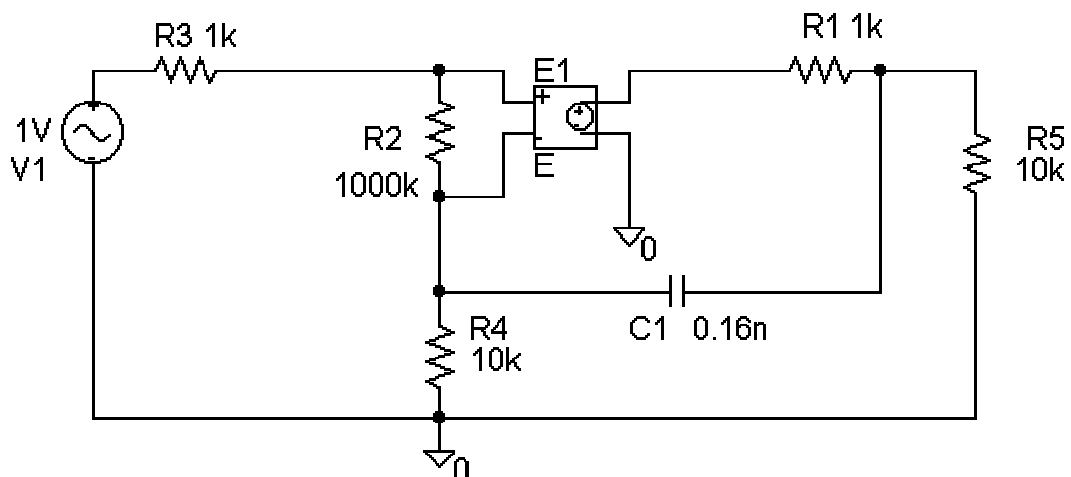 R3 1k
R1 1k
E1
+
+
1V
V1
-
R2
1000k
+
-
-
E
R5
10k
0
C1 0.16n
R4
10k
0